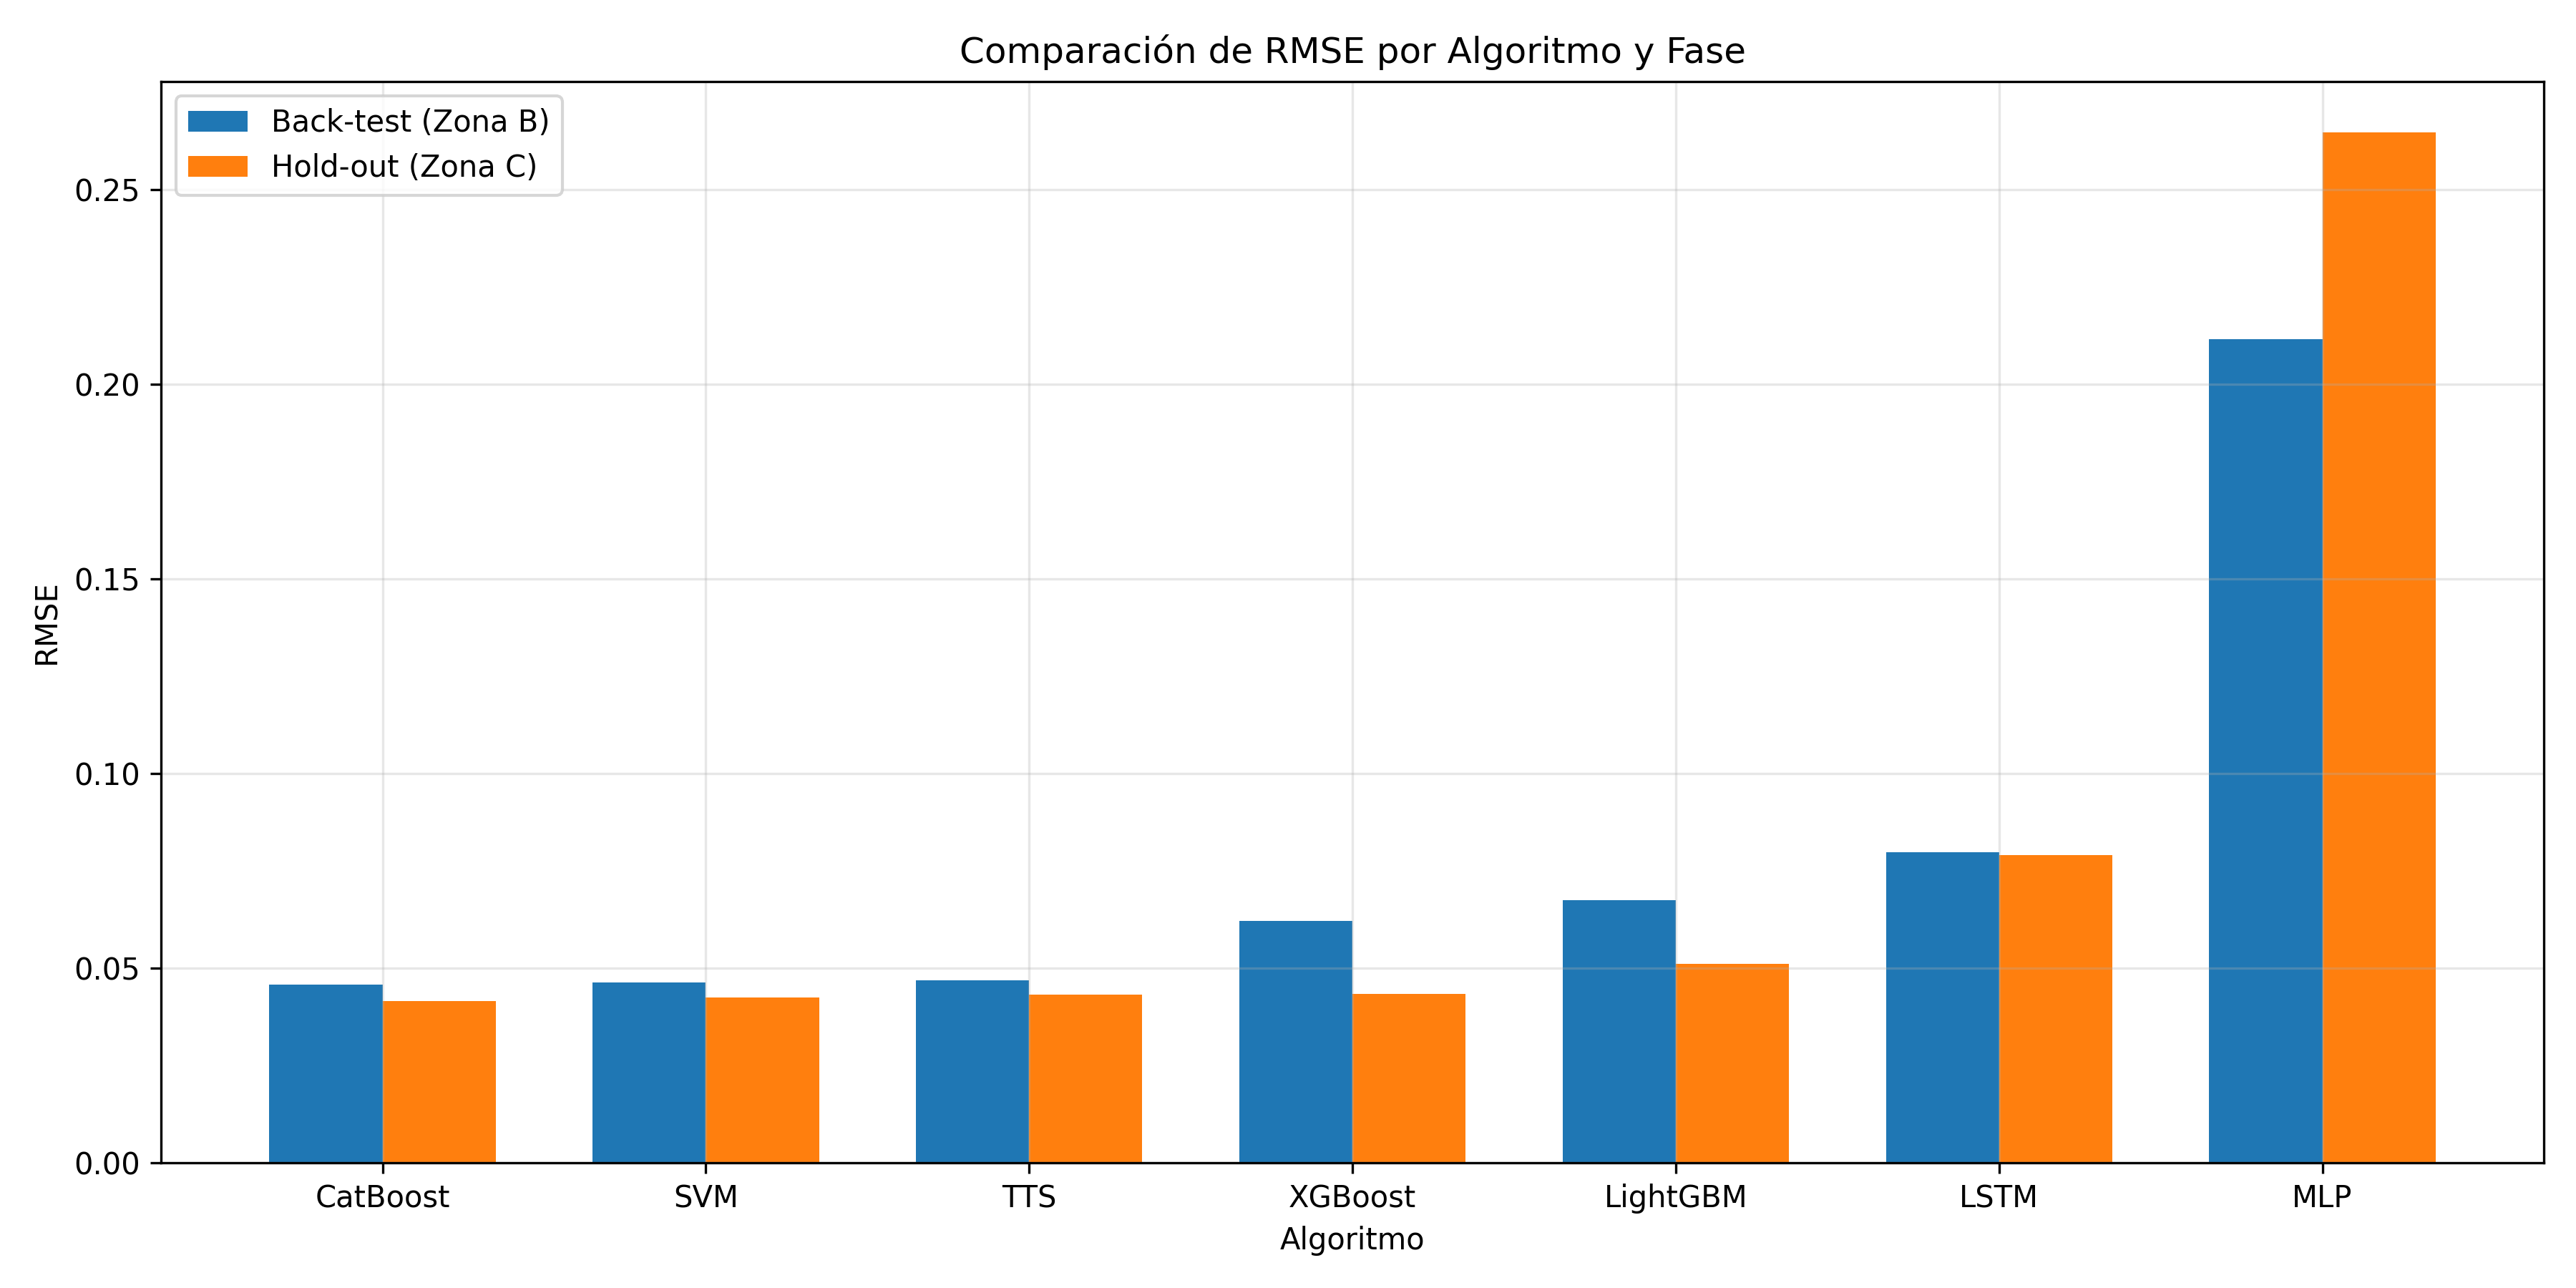 Comparación de RMSE por Algoritmo y Fase
Back-test (Zona B)
Hold-out (Zona C)
0.25
0.20
0.15
0.10
0.05
0.00
RMSE
CatBoost
SVM
TTS
XGBoost
LightGBM
LSTM
MLP
Algoritmo